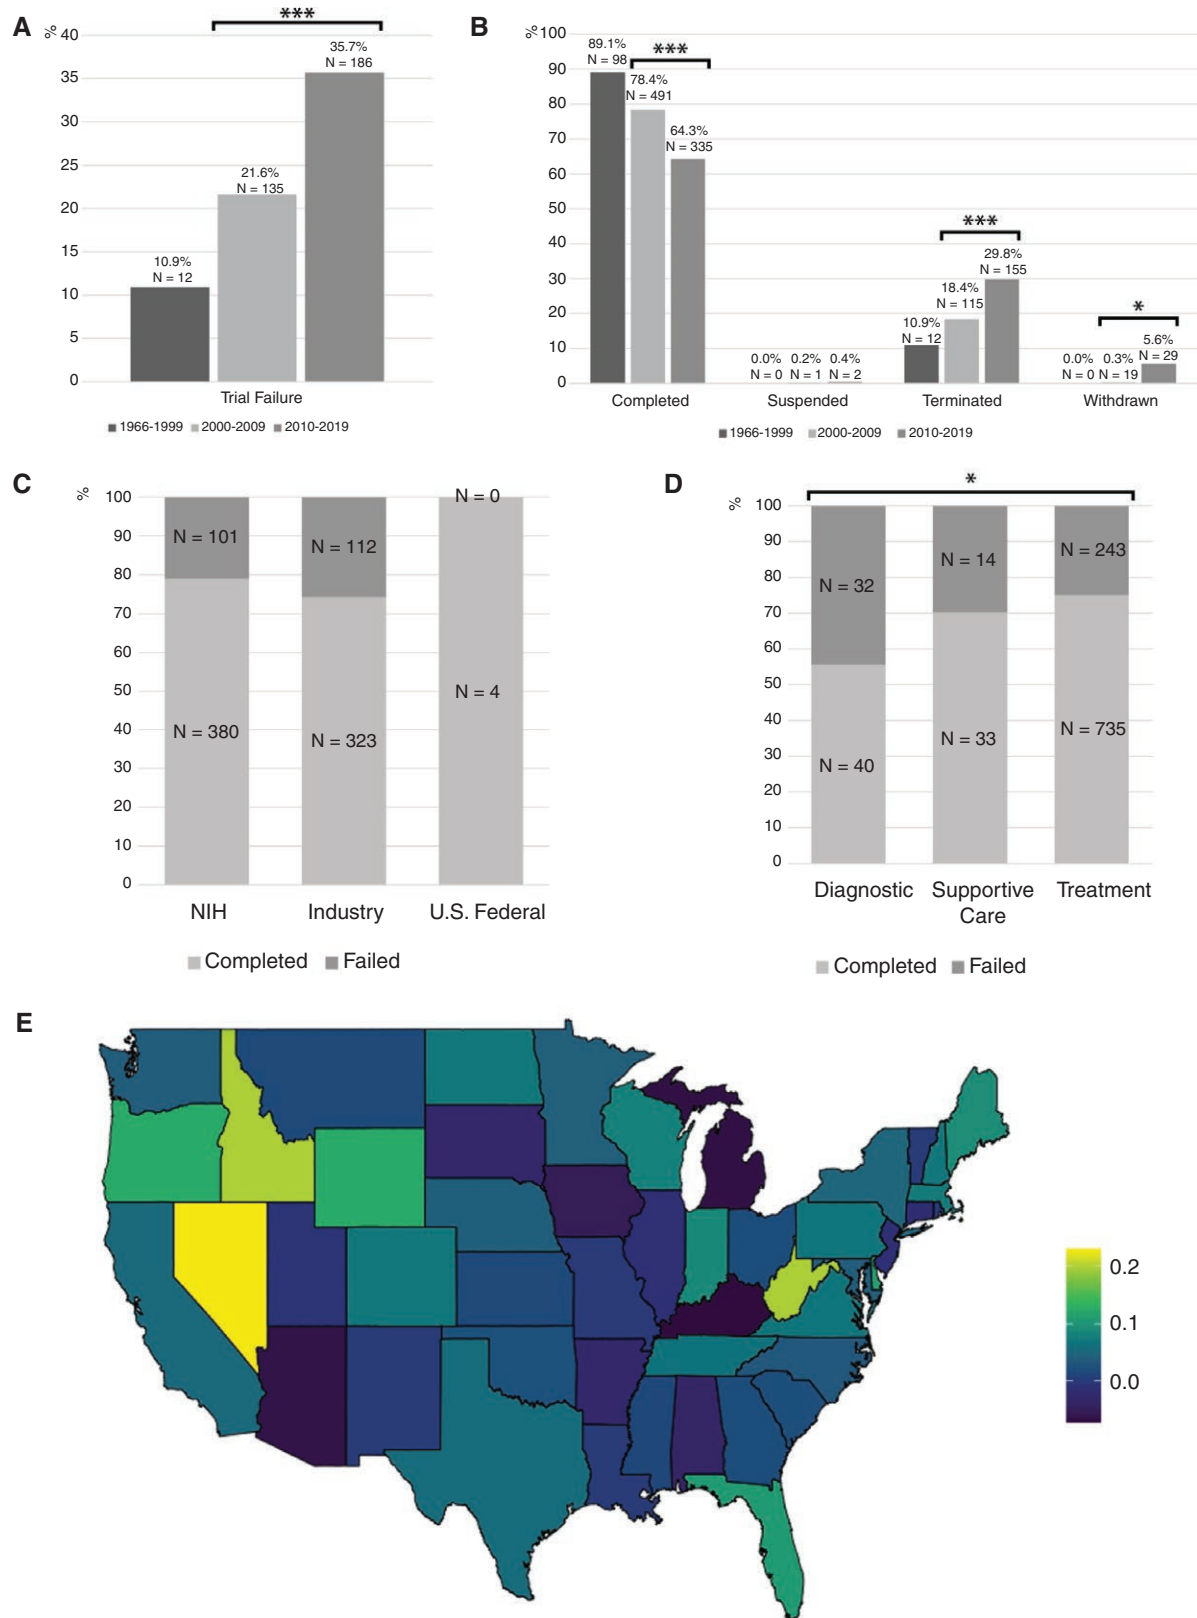 A
%
***
40
35
30
25
20
15
10
5
0
10.9%
N = 12
21.6%
N = 135
35.7%
N = 186
Trial Failure
1966-1999 2000-2009 2010-2019
B
%
100
90
80
70
60
50
40
30
20
10
0
89.1%
N = 98
***
78.4%
N = 491
64.3%
N = 335
0.0%
N = 0
0.2%
N = 1
0.4%
N = 2
***
10.9%
N = 12
18.4%
N = 115
29.8%
N = 155
*
0.0%
N = 0
0.3%
N = 19
5.6%
N = 29
Completed Suspended Terminated Withdrawn
1966-1999 2000-2009 2010-2019
C
%
100
90
80
70
60
50
40
30
20
10
0
N = 101
N = 380
N = 112
N = 323
N = 0
N = 4
NIH Industry U.S. Federal
Completed Failed
D
%
*
100
90
80
70
60
50
40
30
20
10
0
N = 32
N = 40
N = 14
N = 33
N = 243
N = 735
Diagnostic Supportive Treatment
Care
Completed Failed
E
0.2
0.1
0.0